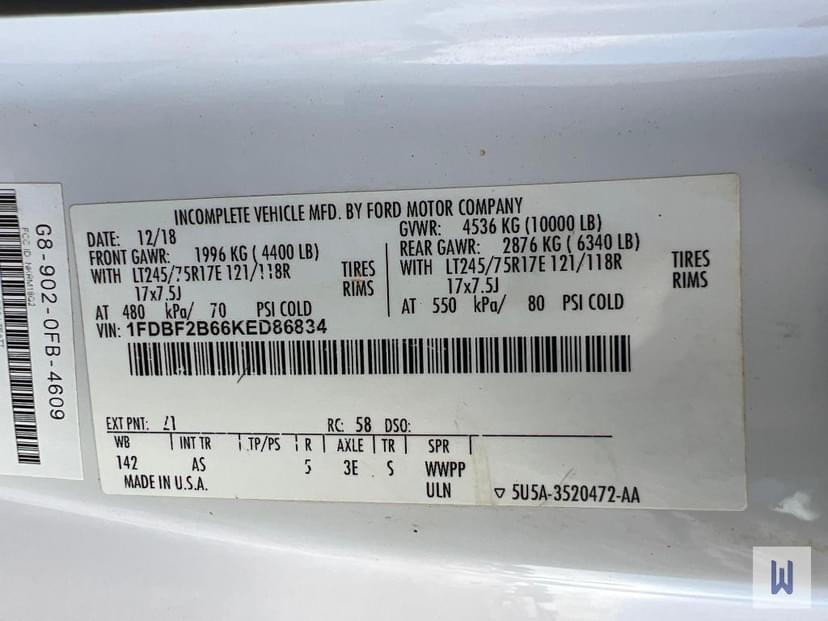 INCOMPLETE VEHICLE MFD. BY FORD MOTOR COMPANY
DATE: 12/18
GVWR: 4536 KG (10000 LB)
FRONT GAWR: 1996 KG ( 4400 LB)
REAR GAWR: 2876 KG ( 6340 LB)
WITH LT245/75R17E 121/118R TIRES
WITH LT245/75R17E 121/118R TIRES
17x7.5J RIMS
17x7.5J RIMS
AT 480 kPa/ 70 PSI COLD
AT 550 kPa/ 80 PSI COLD
VIN: 1FDBF2B66KED86834
EXT PNT: Z1 RC: 58 DSO:
WB INT TR TP/PS R AXLE TR SPR
142 AS 5 3E S WWPP
MADE IN U.S.A. ULN 5U5A-3520472-AA
G8-902-0FB-4609
FCC ID:
W